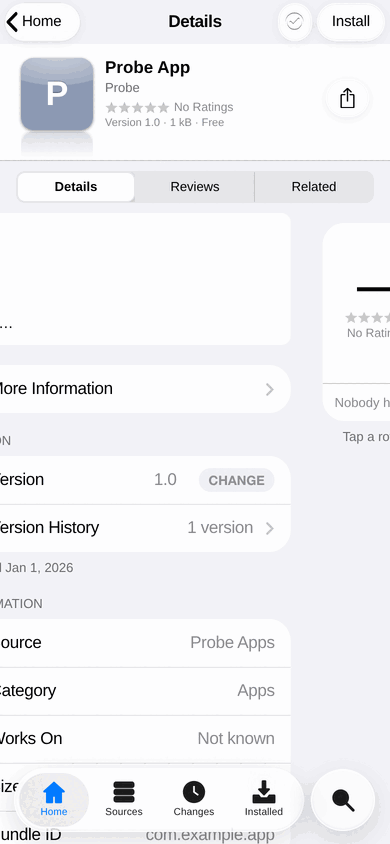 Home
Details
Install
P
Probe App
Probe
No Ratings
Version 1.0 · 1 kB · Free
Details
Reviews
Related
...
More Information
No Ratin
Nobody h
Tap a ro
ON
ersion 1.0 CHANGE
ersion History 1 version
Jan 1, 2026
MATION
ource Probe Apps
ategory Apps
Works On Not known
ize
undle ID com.example.app
Home
Sources
Changes
Installed